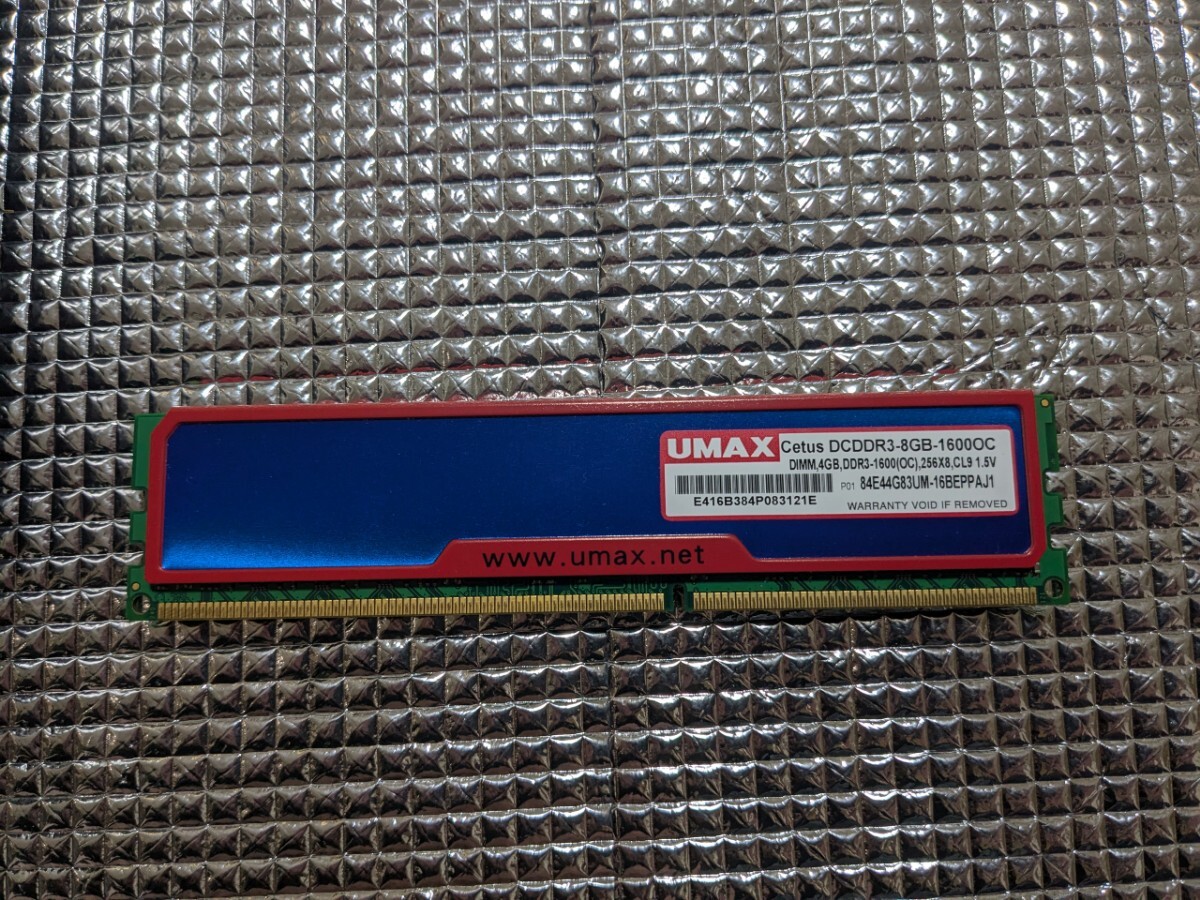 UMAX Cetus DCDDR3-8GB-1600OC
DIMM,4GB,DDR3-1600(OC),256X8,CL9 1.5V
P01 84E44G83UM-16BEPPAJ1
E416B384P083121E
WARRANTY VOID IF REMOVED
www.umax.net